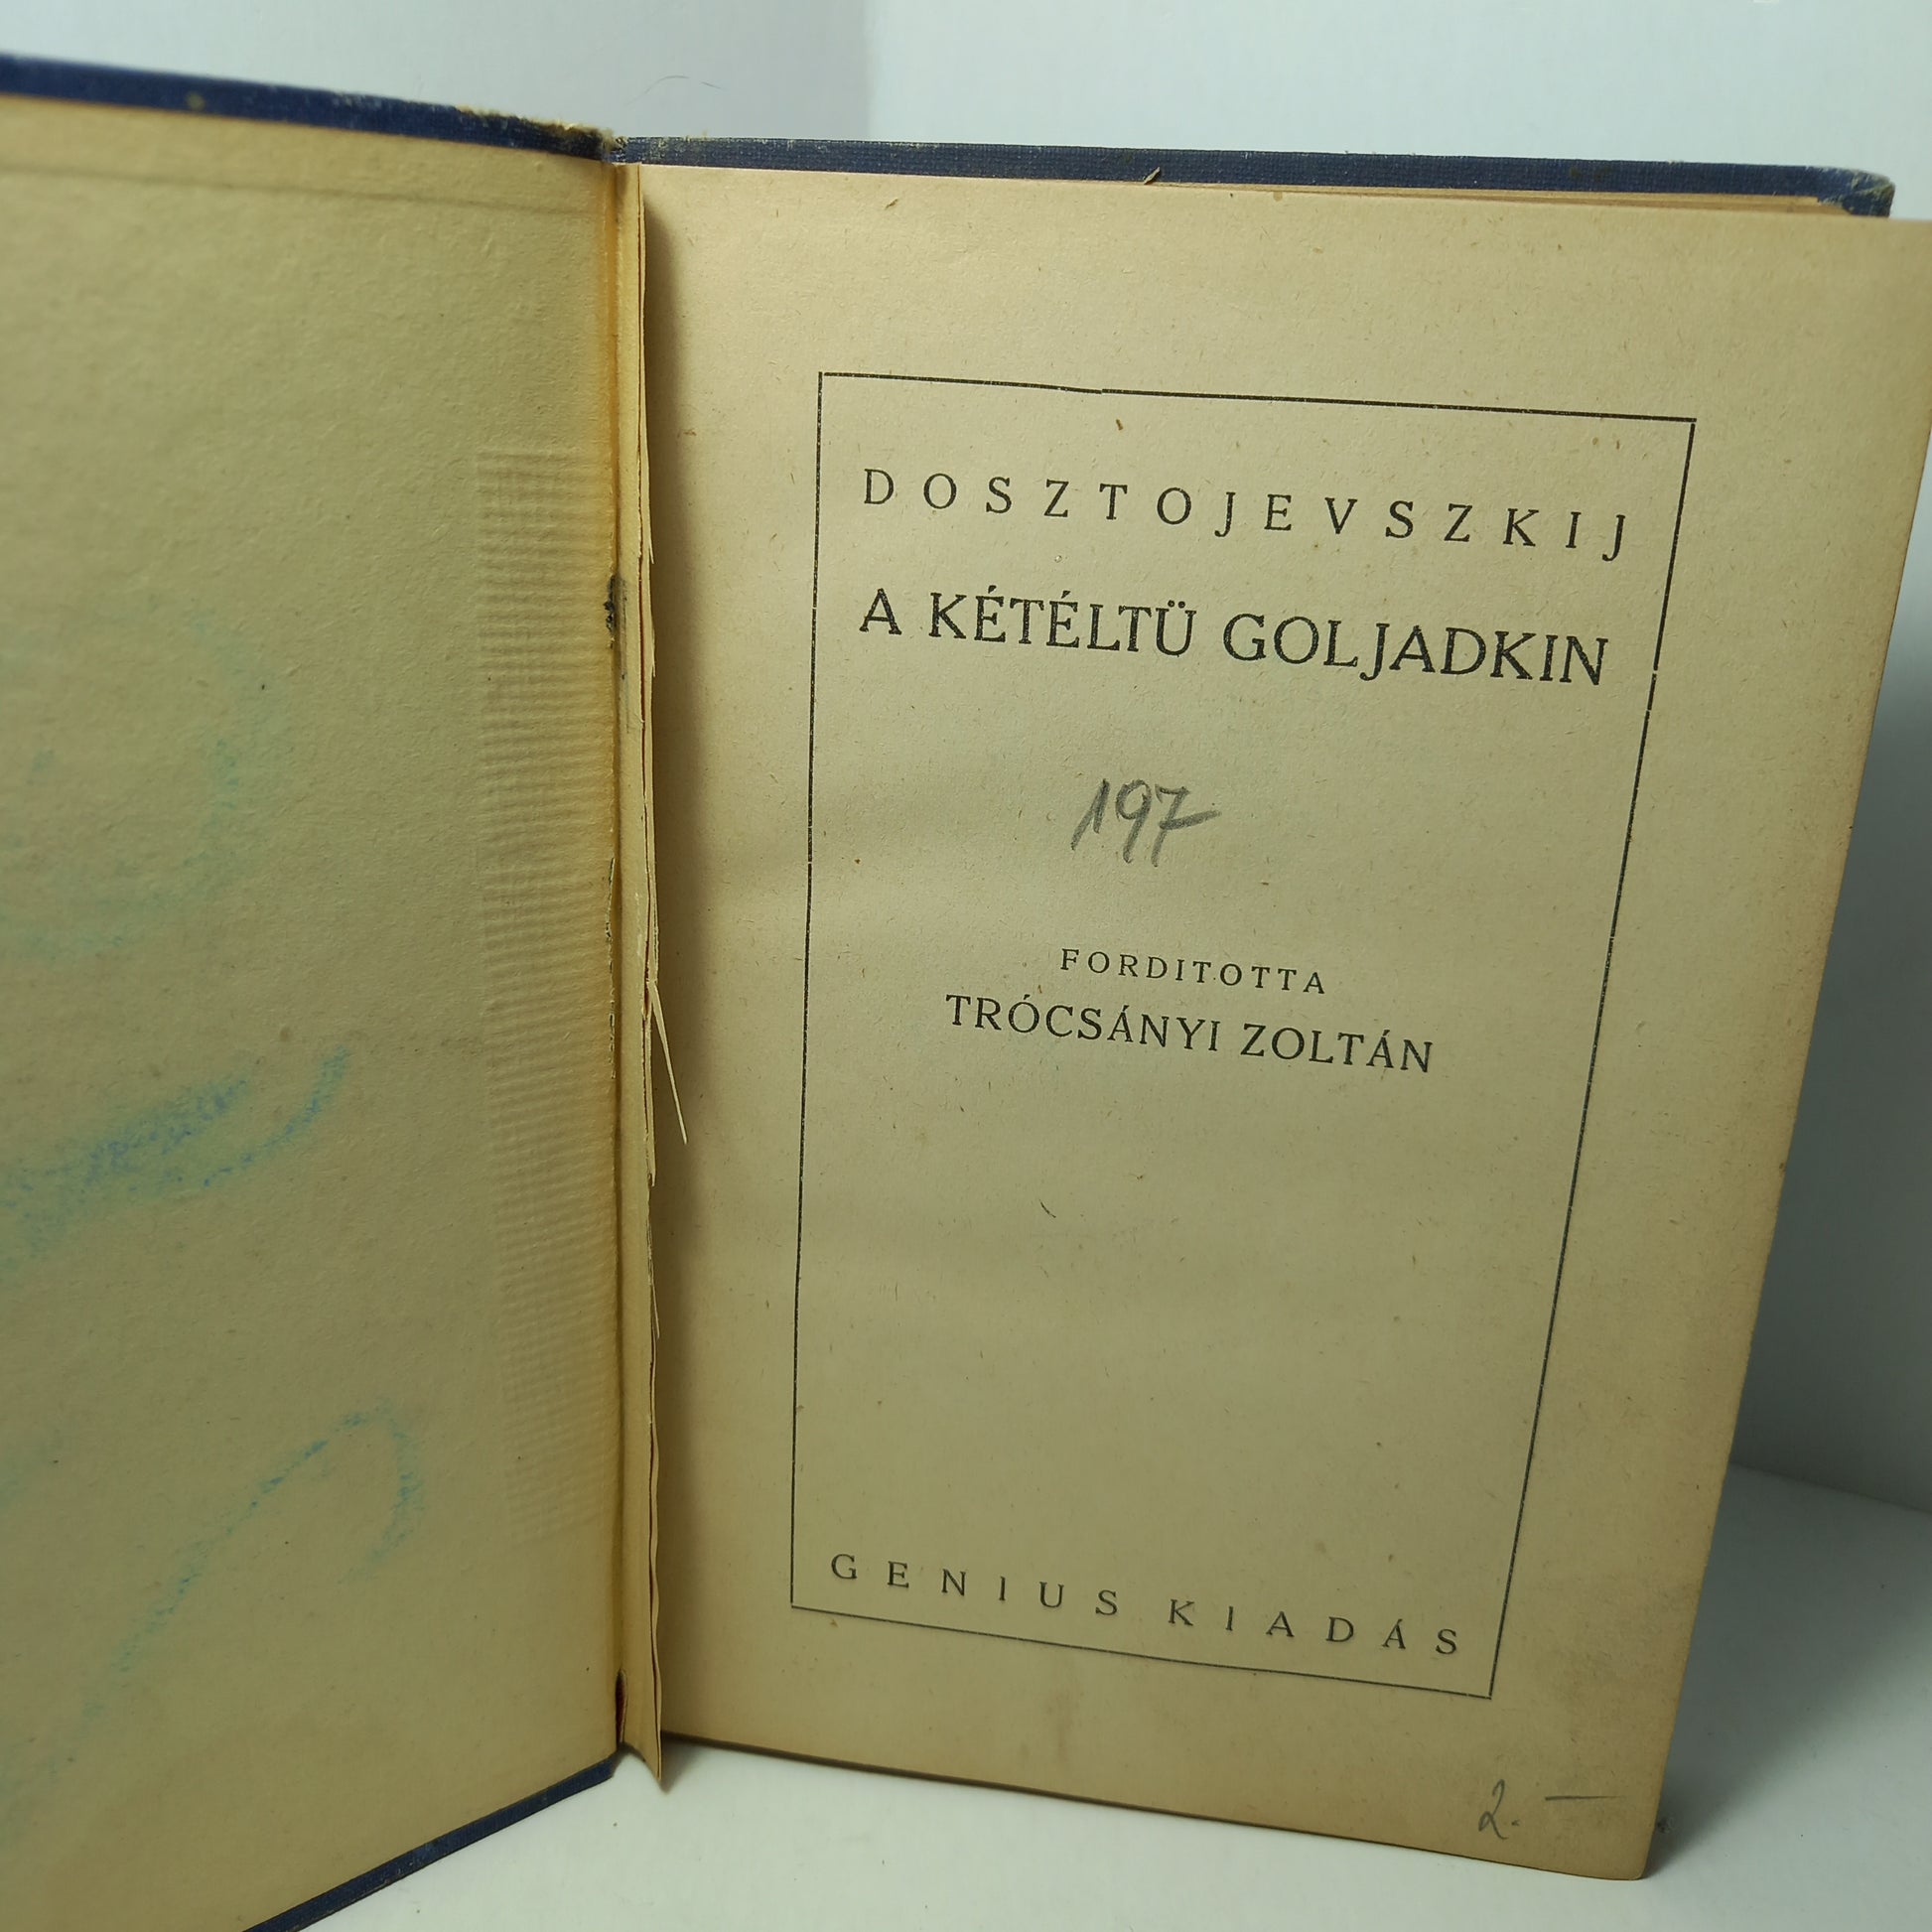 DOSZTOJEVSZKIJ
A KÉTÉLTÜ GOLJADKIN
197
FORDITOTTA
TRÓCSÁNYI ZOLTÁN
GENIUS KIADÁS
2.—